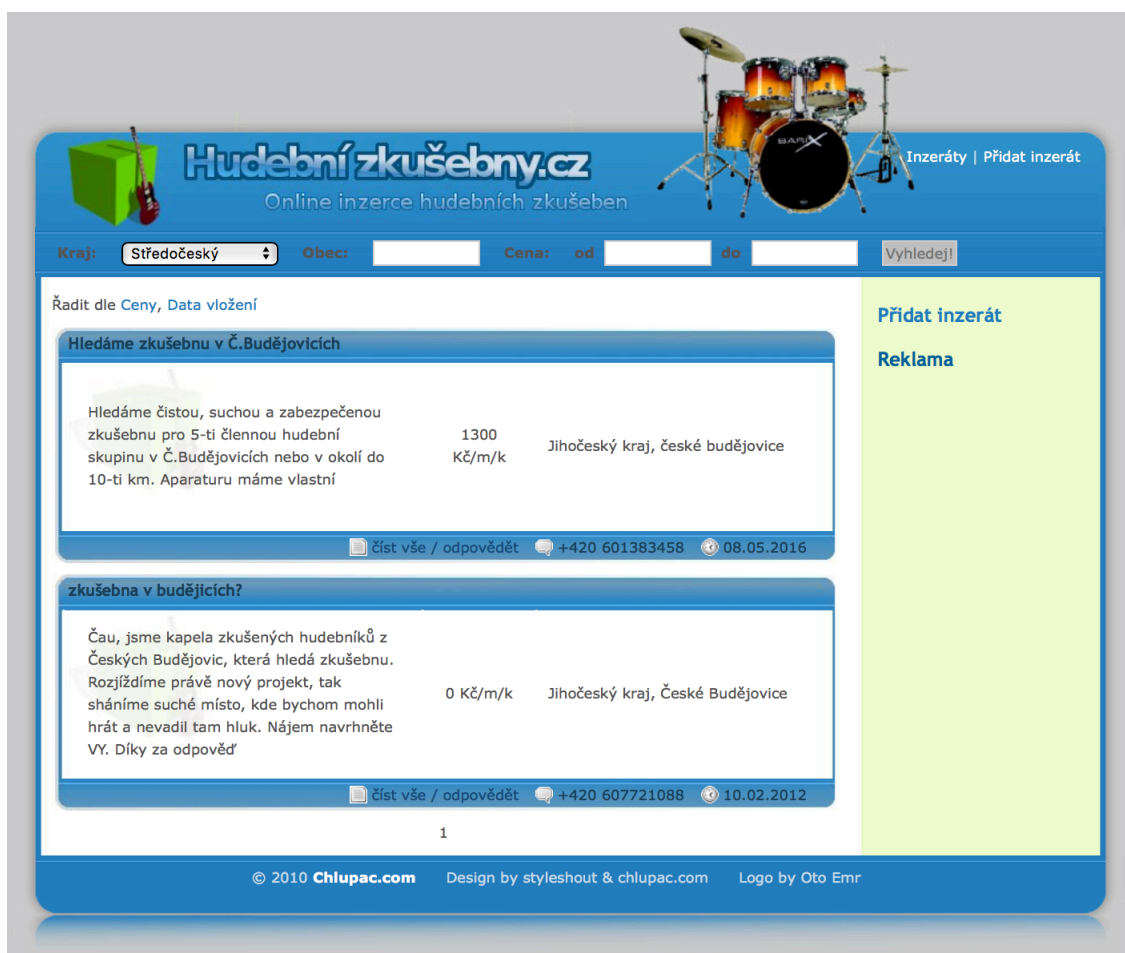 Hudební zkušebny.cz
Online inzerce hudebních zkušeben
BARIX
Inzeráty | Přidat inzerát
Kraj: Středočeský Obec: Cena: od do Vyhledej!
Řadit dle Ceny, Data vložení
Přidat inzerát
Reklama
Hledáme zkušebnu v Č.Budějovicích
Hledáme čistou, suchou a zabezpečenou
zkušebnu pro 5-ti člennou hudební
skupinu v Č.Budějovicích nebo v okolí do
10-ti km. Aparaturu máme vlastní
1300
Kč/m/k
Jihočeský kraj, české budějovice
číst vše / odpovědět +420 601383458 08.05.2016
zkušebna v budějicích?
Čau, jsme kapela zkušených hudebníků z
Českých Budějovic, která hledá zkušebnu.
Rozjíždíme právě nový projekt, tak
sháníme suché místo, kde bychom mohli
hrát a nevadil tam hluk. Nájem navrhněte
VY. Díky za odpověď
0 Kč/m/k
Jihočeský kraj, České Budějovice
číst vše / odpovědět +420 607721088 10.02.2012
1
© 2010 Chlupac.com Design by styleshout & chlupac.com Logo by Oto Emr